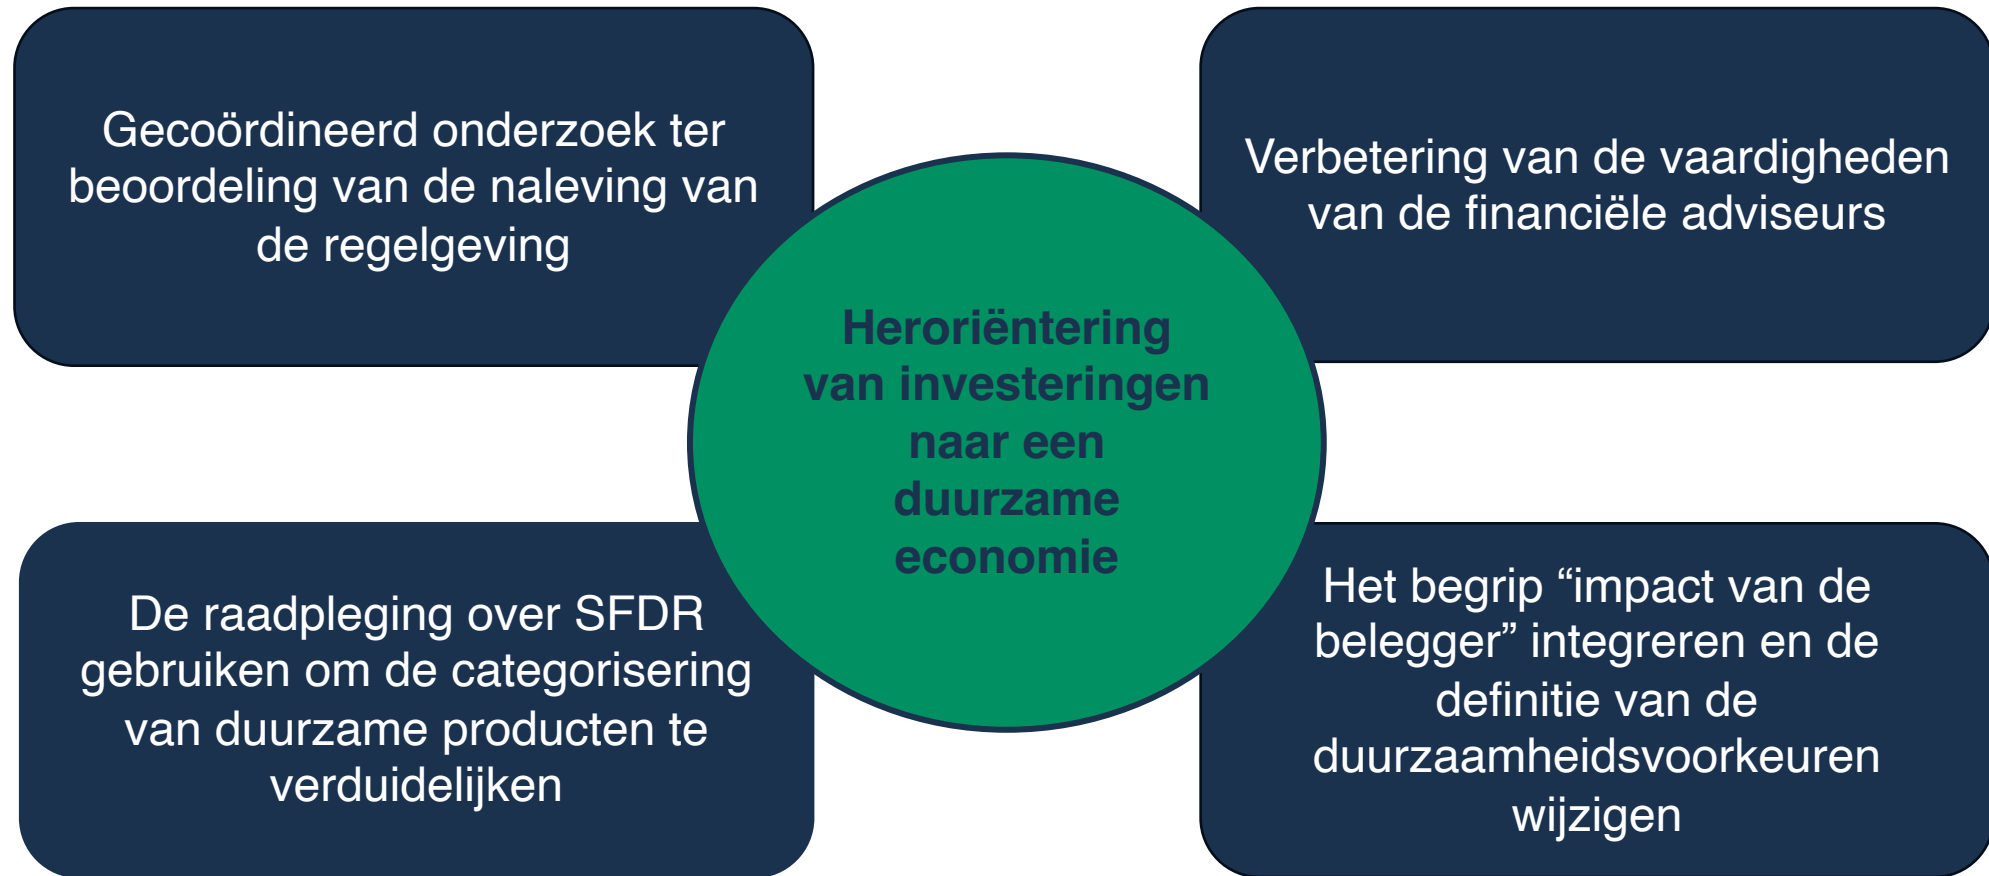 Gecoördineerd onderzoek ter
beoordeling van de naleving van
de regelgeving
Verbetering van de vaardigheden
van de financiële adviseurs
Heroriëntering
van investeringen
naar een
duurzame
economie
De raadpleging over SFDR
gebruiken om de categorisering
van duurzame producten te
verduidelijken
Het begrip “impact van de
belegger” integreren en de
definitie van de
duurzaamheidsvoorkeuren
wijzigen